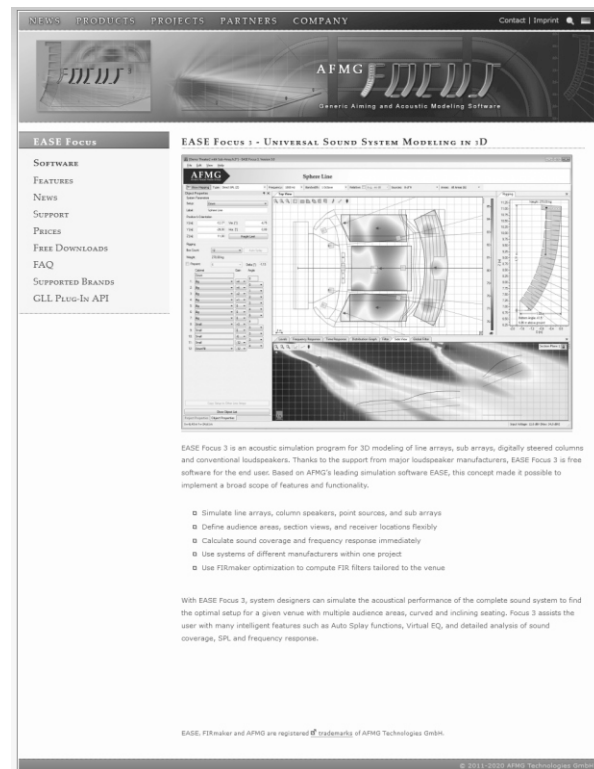 NEWS PRODUCTS PROJECTS PARTNERS COMPANY
Contact | Imprint
AFMG FOCUS
Generic Aiming and Acoustic Modeling Software
EASE FOCUS
SOFTWARE
FEATURES
NEWS
SUPPORT
PRICES
FREE DOWNLOADS
FAQ
SUPPORTED BRANDS
GLL PLUG-IN API
EASE FOCUS 3 - UNIVERSAL SOUND SYSTEM MODELING IN 3D
AFMG
Sphere Line
EASE Focus 3 is an acoustic simulation program for 3D modeling of line arrays, sub arrays, digitally steered columns
and conventional loudspeakers. Thanks to the support from major loudspeaker manufacturers, EASE Focus 3 is free
software for the end user. Based on AFMG's leading simulation software EASE, this concept made it possible to
implement a broad scope of features and functionality.
Simulate line arrays, column speakers, point sources, and sub arrays
Define audience areas, section views, and receiver locations flexibly
Calculate sound coverage and frequency response immediately
Use systems of different manufacturers within one project
Use FIRmaker optimization to compute FIR filters tailored to the venue
With EASE Focus 3, system designers can simulate the acoustical performance of the complete sound system to find
the optimal setup for a given venue with multiple audience areas, curved and inclining seating. Focus 3 assists the
user with many intelligent features such as Auto Splay functions, Virtual EQ, and detailed analysis of sound
coverage, SPL and frequency response.
EASE, FIRmaker and AFMG are registered trademarks of AFMG Technologies GmbH.
© 2011-2020 AFMG Technologies GmbH